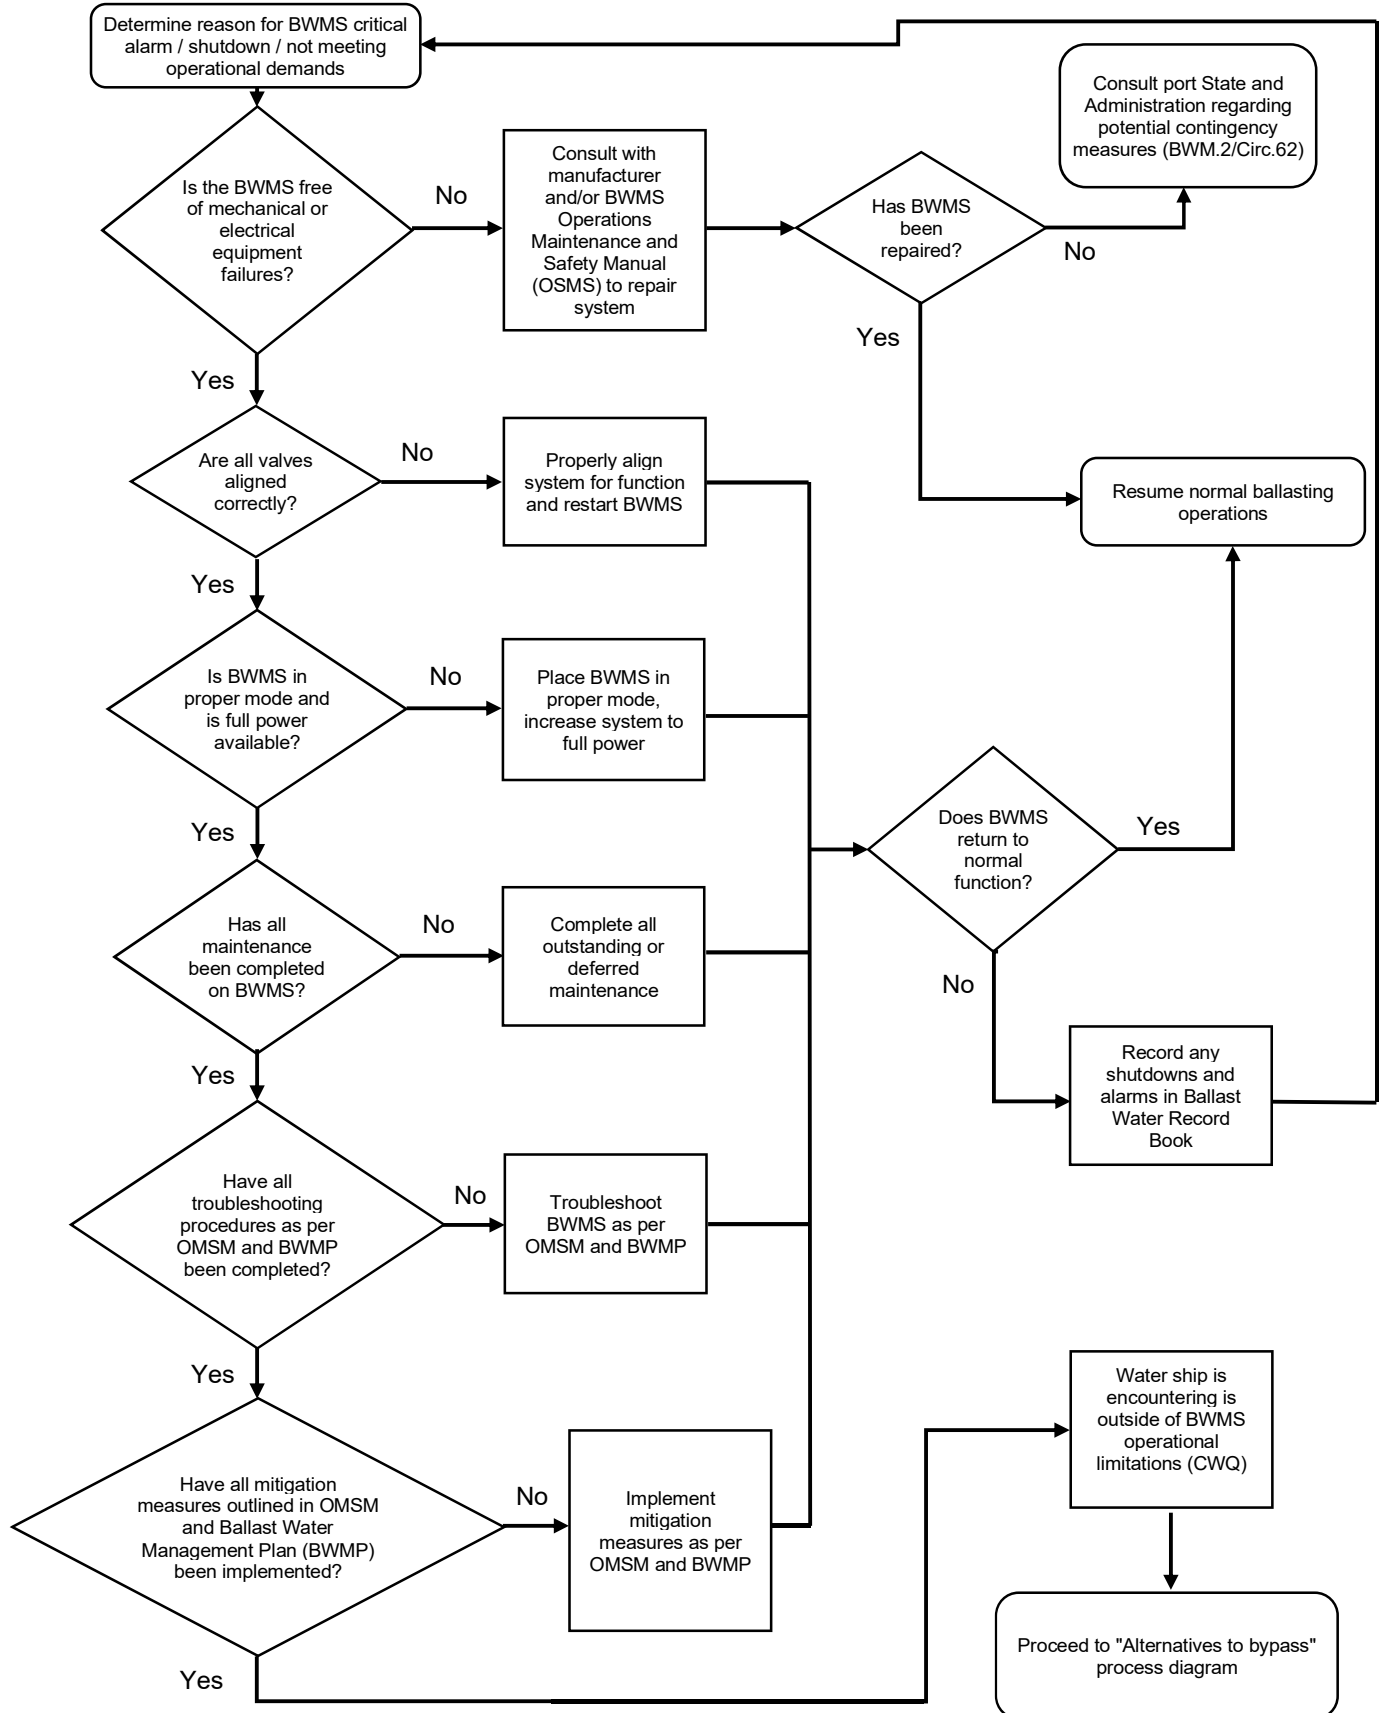 Determine reason for BWMS critical
alarm / shutdown / not meeting
operational demands
Consult port State and
Administration regarding
potential contingency
measures (BWM.2/Circ.62)
Is the BWMS free
of mechanical or
electrical
equipment
failures?
No
Consult with
manufacturer
and/or BWMS
Operations
Maintenance and
Safety Manual
(OSMS) to repair
system
Has BWMS
been
repaired?
No
Yes
Yes
Are all valves
aligned
correctly?
No
Properly align
system for function
and restart BWMS
Resume normal ballasting
operations
Yes
Is BWMS in
proper mode and
is full power
available?
No
Place BWMS in
proper mode,
increase system to
full power
Yes
Does BWMS
return to
normal
function?
Yes
No
Has all
maintenance
been completed
on BWMS?
No
Complete all
outstanding or
deferred
maintenance
Record any
shutdowns and
alarms in Ballast
Water Record
Book
Yes
Have all
troubleshooting
procedures as per
OMSM and BWMP
been completed?
No
Troubleshoot
BWMS as per
OMSM and BWMP
Yes
Have all mitigation
measures outlined in OMSM
and Ballast Water
Management Plan (BWMP)
been implemented?
No
Implement
mitigation
measures as per
OMSM and BWMP
Yes
Water ship is
encountering is
outside of BWMS
operational
limitations (CWQ)
Proceed to "Alternatives to bypass"
process diagram